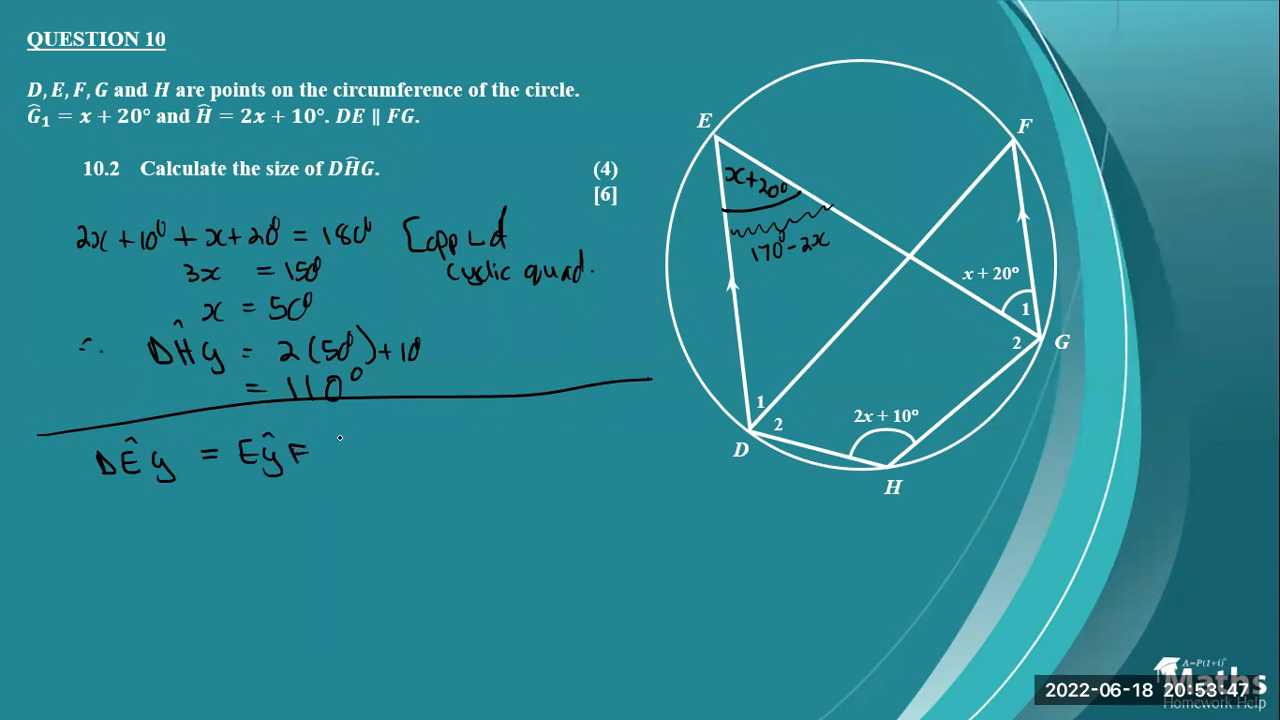 QUESTION 10
D, E, F, G and H are points on the circumference of the circle.
Ĝ₁ = x + 20° and Ĥ = 2x + 10°. DE ∥ FG.
10.2 Calculate the size of DĤG. (4)
[6]
2x + 10° + x + 20° = 180° [opp ∠d
cyclic quad.
3x = 150°
x = 50°
∴ DĤG = 2(50°) + 10
= 110°
DÊG = EĜF
E
F
x+20°
170°-2x
x + 20°
1
2
G
1
2
2x + 10°
D
H
A=P(1+i)ⁿ
Maths
Homework Help
2022-06-18 20:53:47